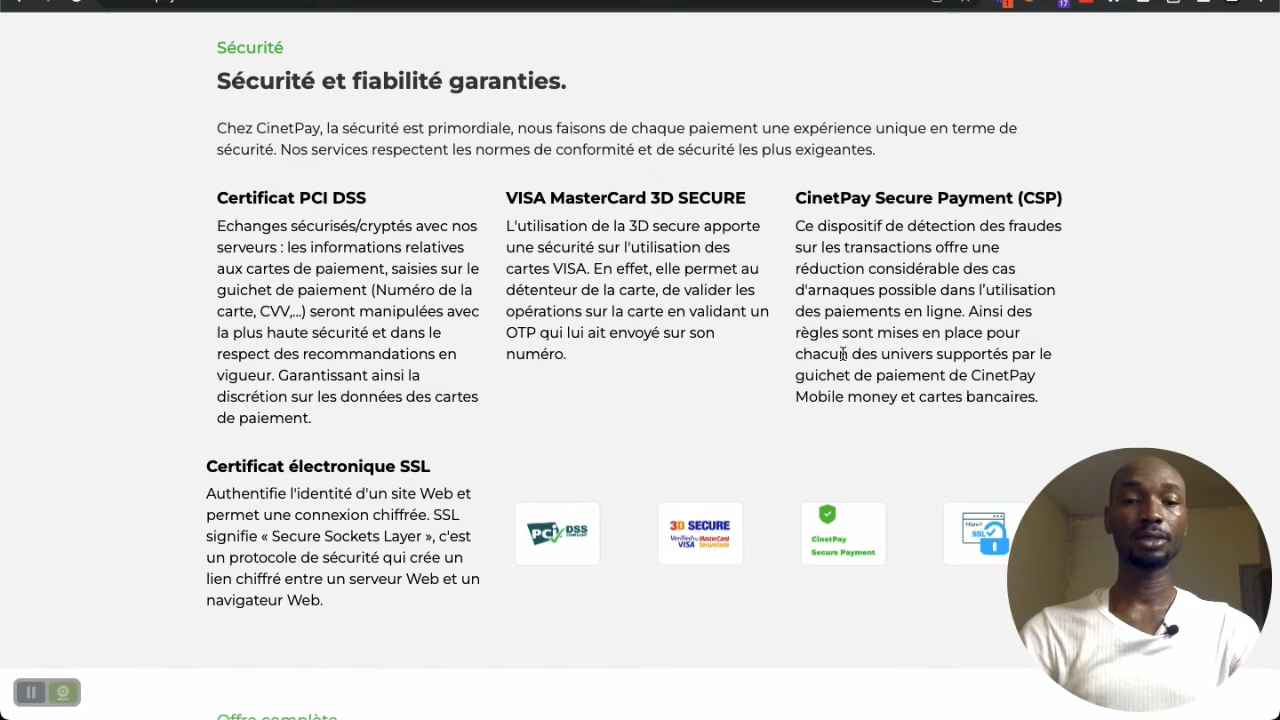 Sécurité
Sécurité et fiabilité garanties.
Chez CinetPay, la sécurité est primordiale, nous faisons de chaque paiement une expérience unique en terme de
sécurité. Nos services respectent les normes de conformité et de sécurité les plus exigeantes.
Certificat PCI DSS
Echanges sécurisés/cryptés avec nos
serveurs : les informations relatives
aux cartes de paiement, saisies sur le
guichet de paiement (Numéro de la
carte, CVV,...) seront manipulées avec
la plus haute sécurité et dans le
respect des recommandations en
vigueur. Garantissant ainsi la
discrétion sur les données des cartes
de paiement.
VISA MasterCard 3D SECURE
L'utilisation de la 3D secure apporte
une sécurité sur l'utilisation des
cartes VISA. En effet, elle permet au
détenteur de la carte, de valider les
opérations sur la carte en validant un
OTP qui lui ait envoyé sur son
numéro.
CinetPay Secure Payment (CSP)
Ce dispositif de détection des fraudes
sur les transactions offre une
réduction considérable des cas
d'arnaques possible dans l’utilisation
des paiements en ligne. Ainsi des
règles sont mises en place pour
chacun des univers supportés par le
guichet de paiement de CinetPay
Mobile money et cartes bancaires.
Certificat électronique SSL
Authentifie l'identité d'un site Web et
permet une connexion chiffrée. SSL
signifie « Secure Sockets Layer », c'est
un protocole de sécurité qui crée un
lien chiffré entre un serveur Web et un
navigateur Web.
PCI DSS
COMPLIANT
3D SECURE
Verified by VISA
MasterCard SecureCode
CinetPay
Secure Payment
SSL
1
17
Offre complète